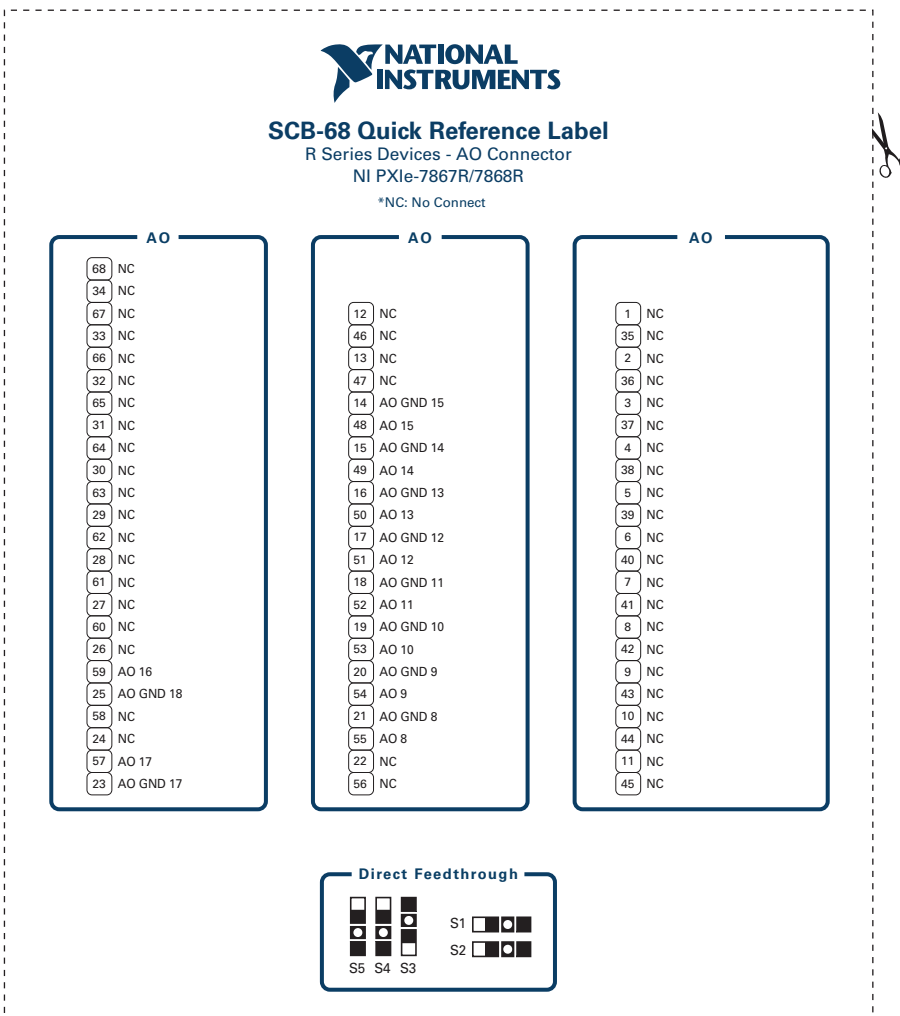 NATIONAL
INSTRUMENTS
SCB-68 Quick Reference Label
R Series Devices - AO Connector
NI PXIe-7867R/7868R
*NC: No Connect
AO
68 NC
34 NC
67 NC
33 NC
66 NC
32 NC
65 NC
31 NC
64 NC
30 NC
63 NC
29 NC
62 NC
28 NC
61 NC
27 NC
60 NC
26 NC
59 AO 16
25 AO GND 18
58 NC
24 NC
57 AO 17
23 AO GND 17
AO
12 NC
46 NC
13 NC
47 NC
14 AO GND 15
48 AO 15
15 AO GND 14
49 AO 14
16 AO GND 13
50 AO 13
17 AO GND 12
51 AO 12
18 AO GND 11
52 AO 11
19 AO GND 10
53 AO 10
20 AO GND 9
54 AO 9
21 AO GND 8
55 AO 8
22 NC
56 NC
AO
1 NC
35 NC
2 NC
36 NC
3 NC
37 NC
4 NC
38 NC
5 NC
39 NC
6 NC
40 NC
7 NC
41 NC
8 NC
42 NC
9 NC
43 NC
10 NC
44 NC
11 NC
45 NC
Direct Feedthrough
S5 S4 S3
S1
S2